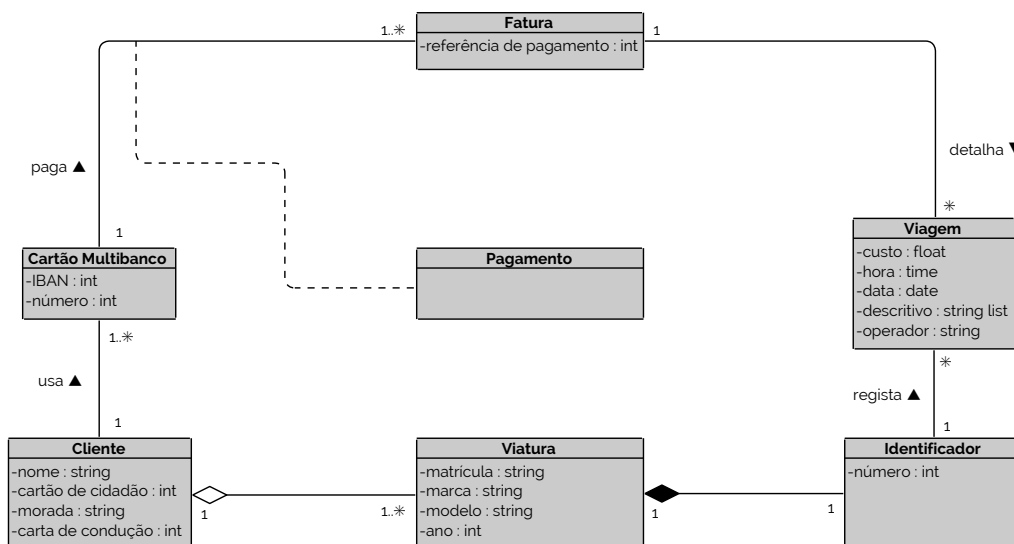 Fatura
1..*
-referência de pagamento : int
1
paga ▲
detalha ▼
*
1
Cartão Multibanco
-IBAN : int
-número : int
Pagamento
Viagem
-custo : float
-hora : time
-data : date
-descritivo : string list
-operador : string
1..*
*
usa ▲
regista ▲
1
1
Cliente
-nome : string
-cartão de cidadão : int
-morada : string
-carta de condução : int
1
1..*
Viatura
-matrícula : string
-marca : string
-modelo : string
-ano : int
1
1
Identificador
-número : int